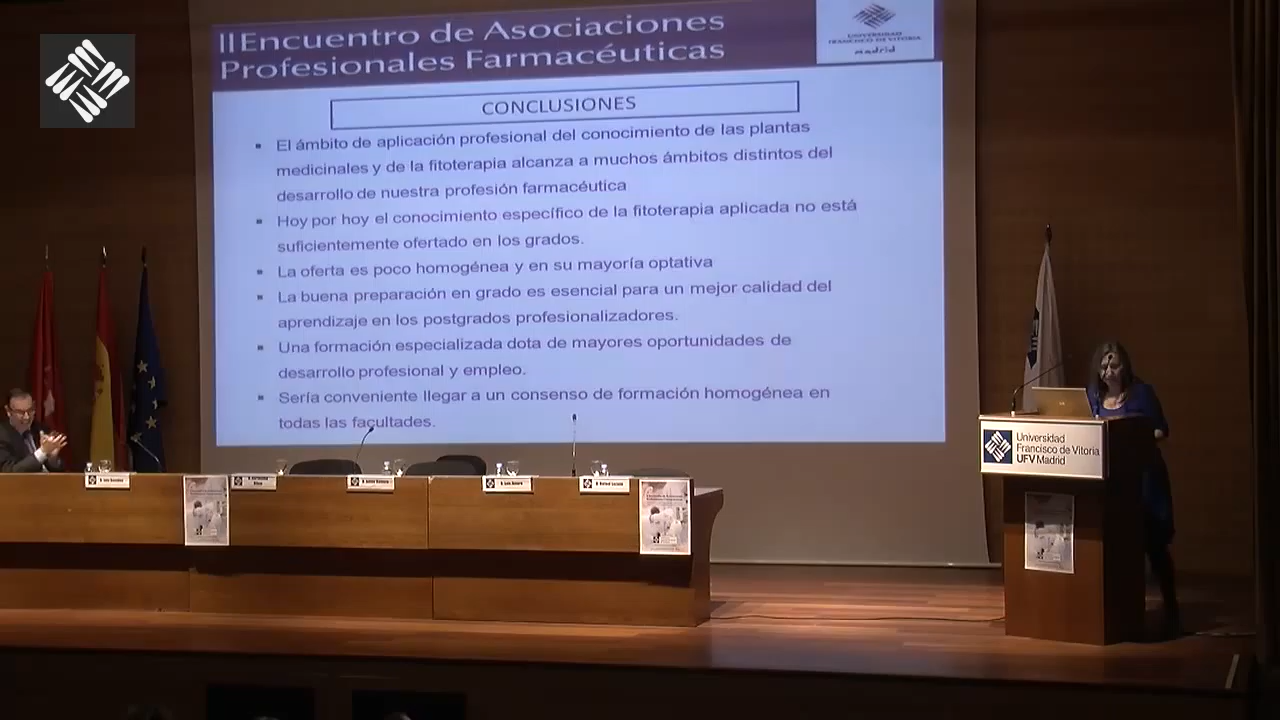 II Encuentro de Asociaciones
Profesionales Farmacéuticas
UNIVERSIDAD
FRANCISCO DE VITORIA
madrid
CONCLUSIONES
▪ El ámbito de aplicación profesional del conocimiento de las plantas
medicinales y de la fitoterapia alcanza a muchos ámbitos distintos del
desarrollo de nuestra profesión farmacéutica
▪ Hoy por hoy el conocimiento específico de la fitoterapia aplicada no está
suficientemente ofertado en los grados.
▪ La oferta es poco homogénea y en su mayoría optativa
▪ La buena preparación en grado es esencial para un mejor calidad del
aprendizaje en los postgrados profesionalizadores.
▪ Una formación especializada dota de mayores oportunidades de
desarrollo profesional y empleo.
▪ Sería conveniente llegar a un consenso de formación homogénea en
todas las facultades.
Universidad
Francisco de Vitoria
UFV Madrid